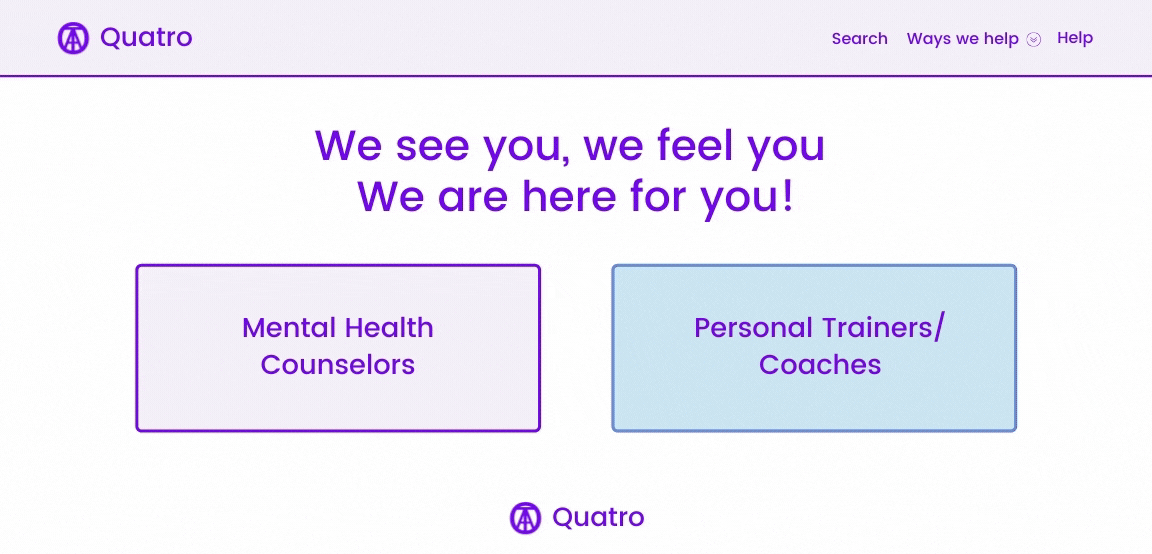 Quatro
Search Ways we help Help
We see you, we feel you
We are here for you!
Mental Health
Counselors
Personal Trainers/
Coaches
Quatro